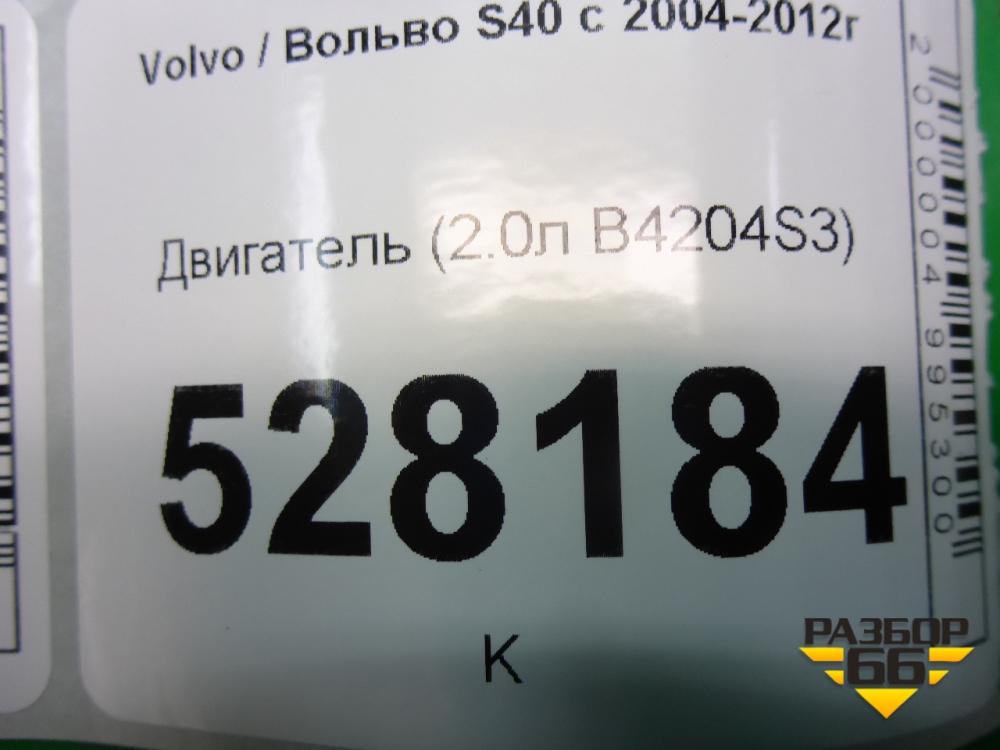 Volvo / Вольво S40 с 2004-2012г
Двигатель (2.0л B4204S3)
528184
К
2000004995300
РАЗБОР
66